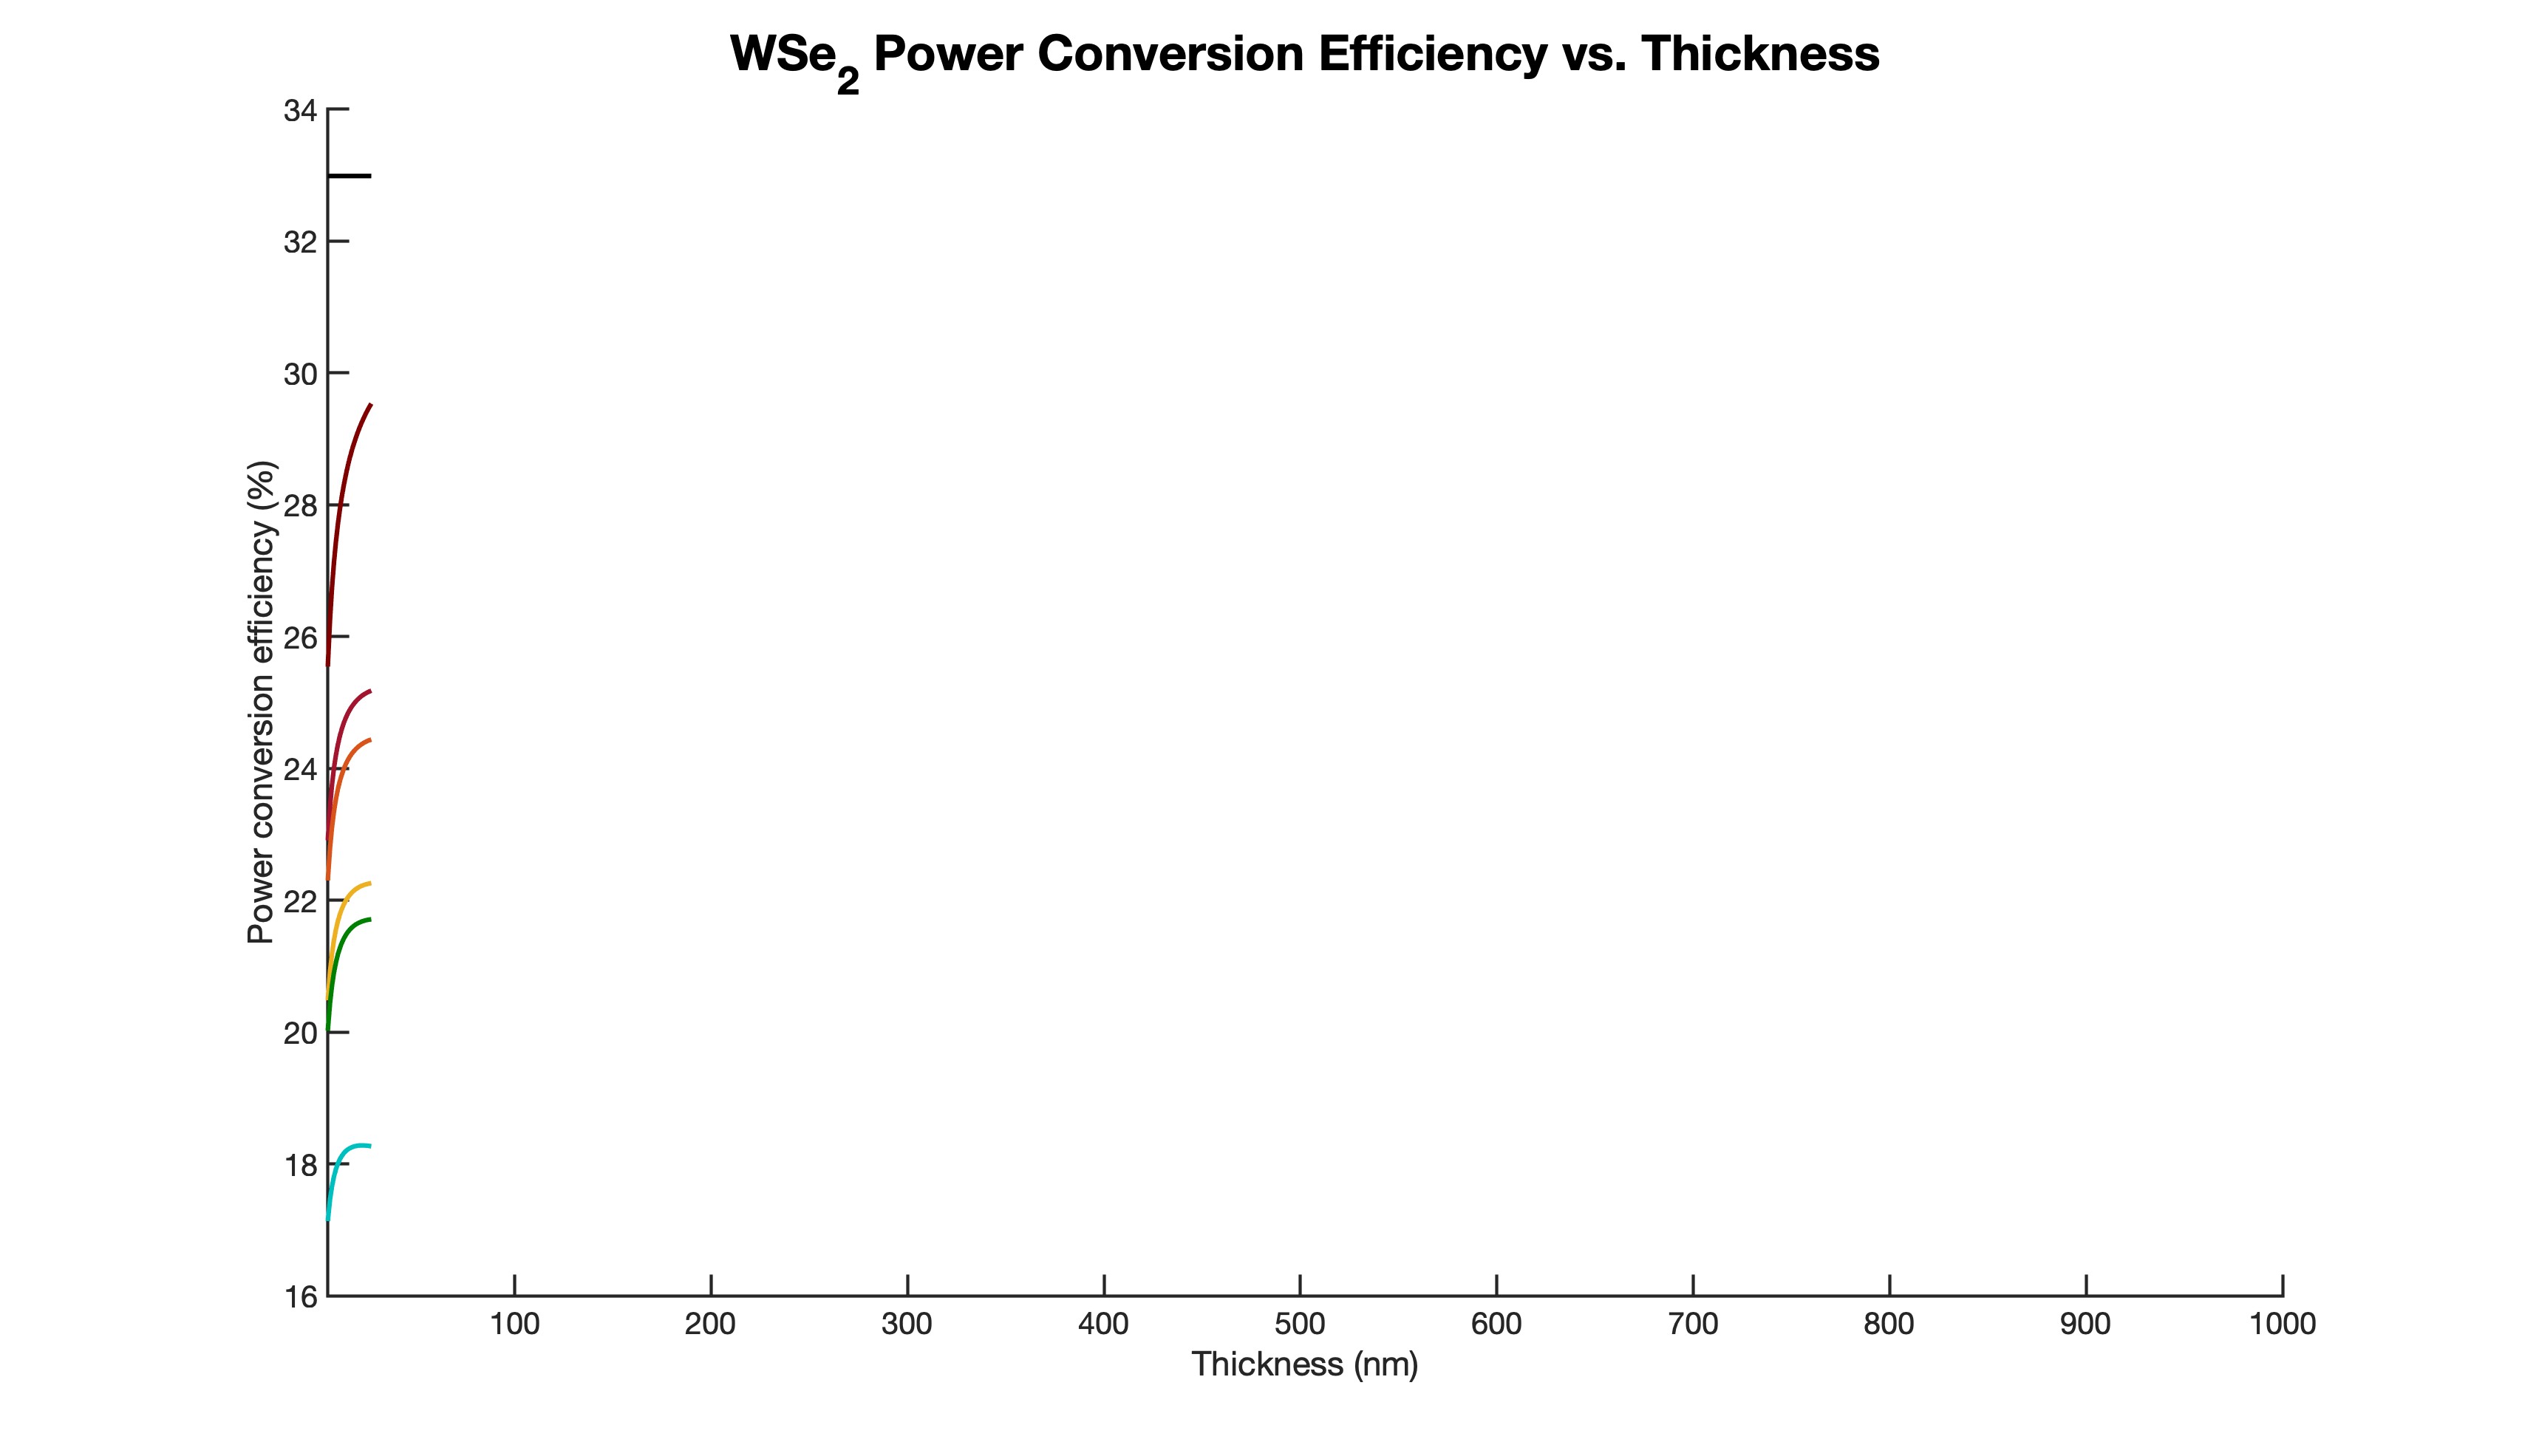 WSe2 Power Conversion Efficiency vs. Thickness
34
32
30
28
26
24
22
20
18
16
Power conversion efficiency (%)
100 200 300 400 500 600 700 800 900 1000
Thickness (nm)